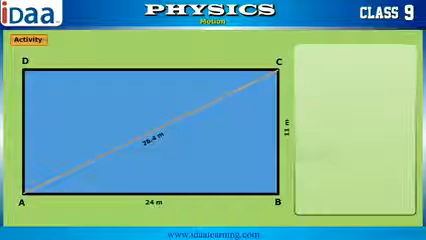 iDaa
PHYSICS
Motion
CLASS 9
Activity
D
C
26.4 m
11 m
A
24 m
B
www.idaalearning.com